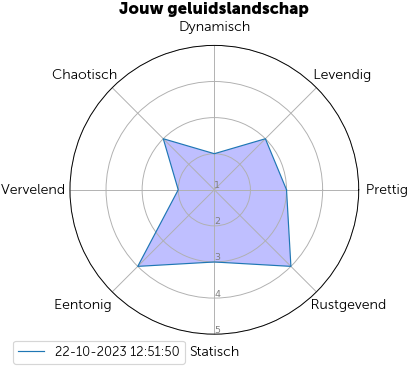 Jouw geluidslandschap
Dynamisch
Chaotisch
Levendig
Vervelend
1
Prettig
2
3
Eentonig
4
Rustgevend
5
22-10-2023 12:51:50
Statisch